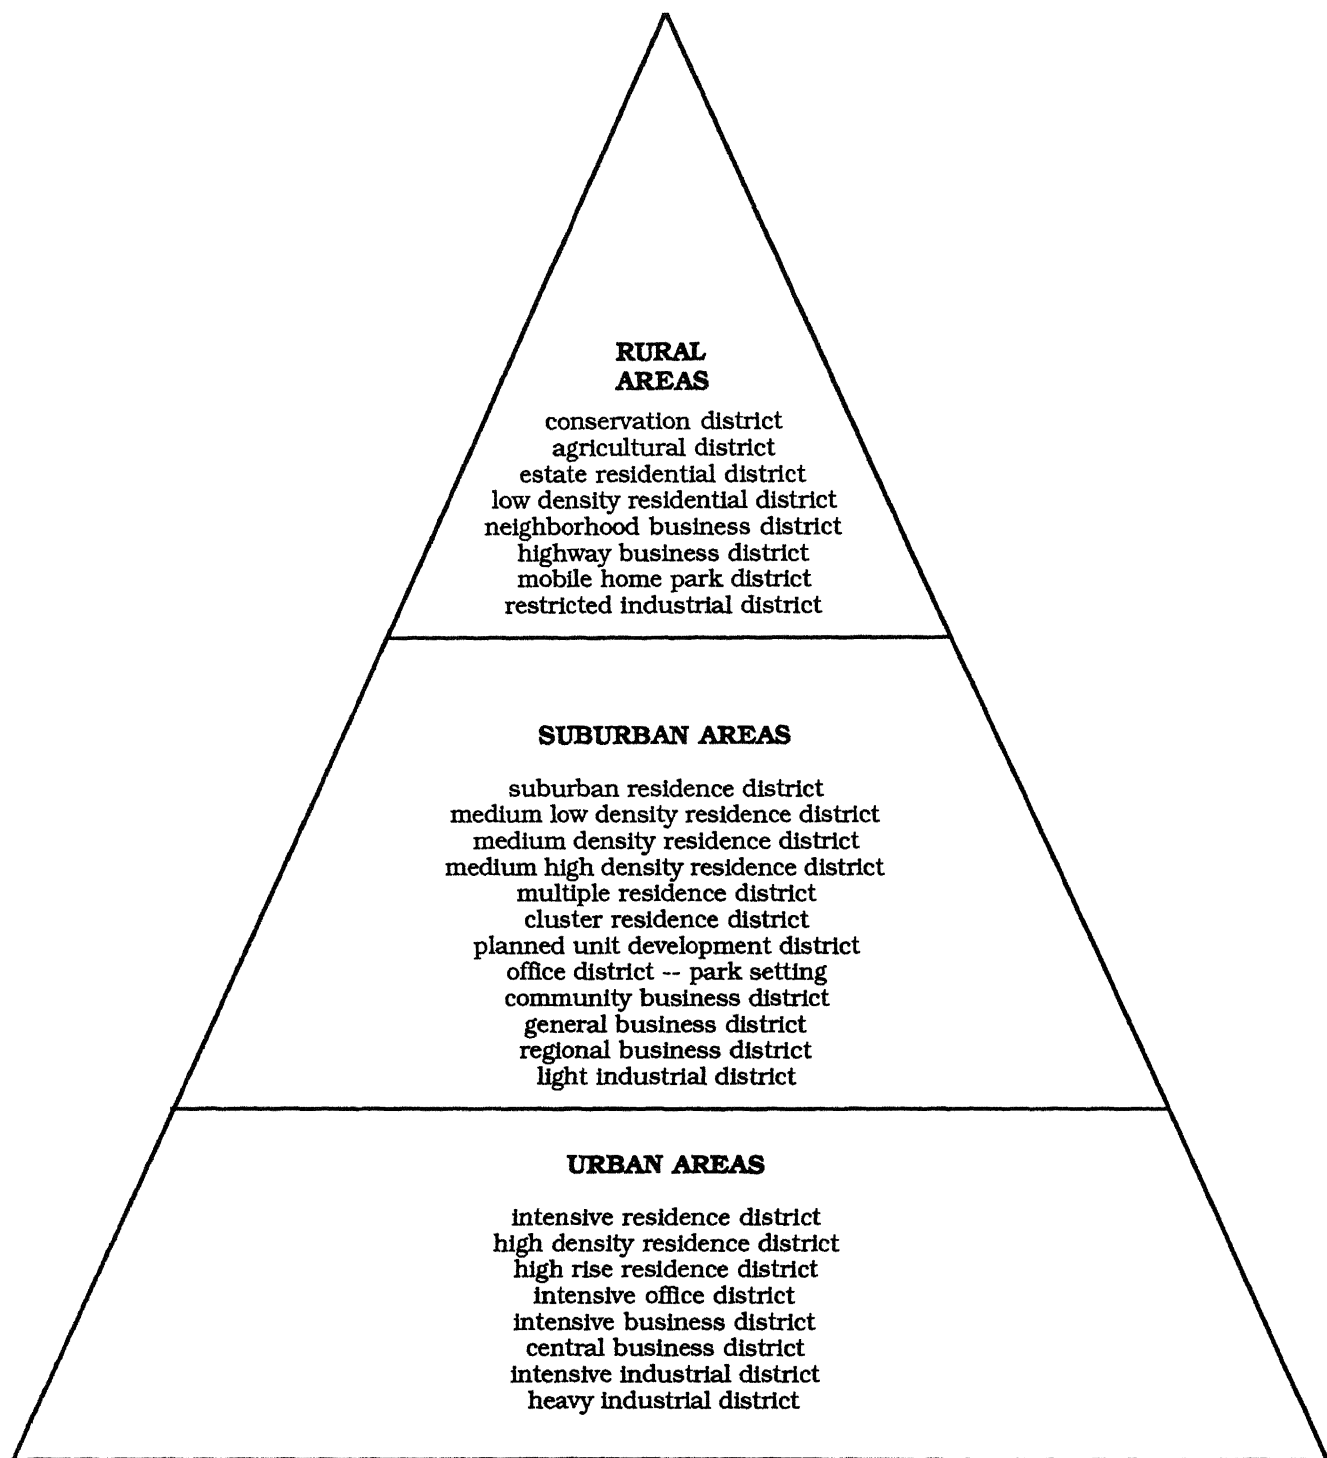 RURAL
AREAS
conservation district
agricultural district
estate residential district
low density residential district
neighborhood business district
highway business district
mobile home park district
restricted industrial district
SUBURBAN AREAS
suburban residence district
medium low density residence district
medium density residence district
medium high density residence district
multiple residence district
cluster residence district
planned unit development district
office district -- park setting
community business district
general business district
regional business district
light industrial district
URBAN AREAS
intensive residence district
high density residence district
high rise residence district
intensive office district
intensive business district
central business district
intensive industrial district
heavy industrial district